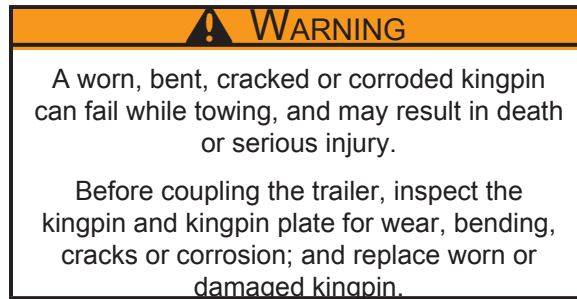 WARNING
A worn, bent, cracked or corroded kingpin
can fail while towing, and may result in death
or serious injury.
Before coupling the trailer, inspect the
kingpin and kingpin plate for wear, bending,
cracks or corrosion; and replace worn or
damaged kingpin.